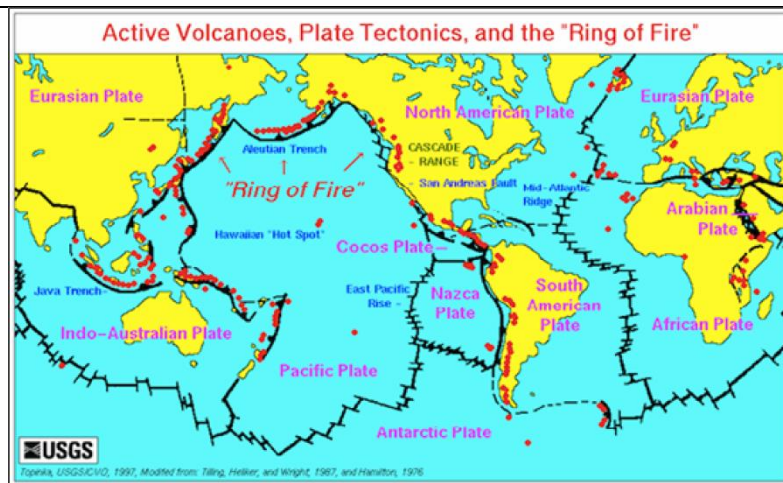 Active Volcanoes, Plate Tectonics, and the "Ring of Fire"
Eurasian Plate
North American Plate
Eurasian Plate
Aleutian Trench
CASCADE
RANGE
"Ring of Fire"
San Andreas Fault
Mid-Atlantic
Ridge
Arabian
Plate
Hawaiian "Hot Spot"
Cocos Plate
Java Trench
East Pacific
Rise
Nazca
Plate
South
American
Plate
Indo-Australian Plate
African Plate
Pacific Plate
Antarctic Plate
USGS
Topinka, USGS/CVO, 1997, Modified from: Tilling, Heliker, and Wright, 1987, and Hamilton, 1976